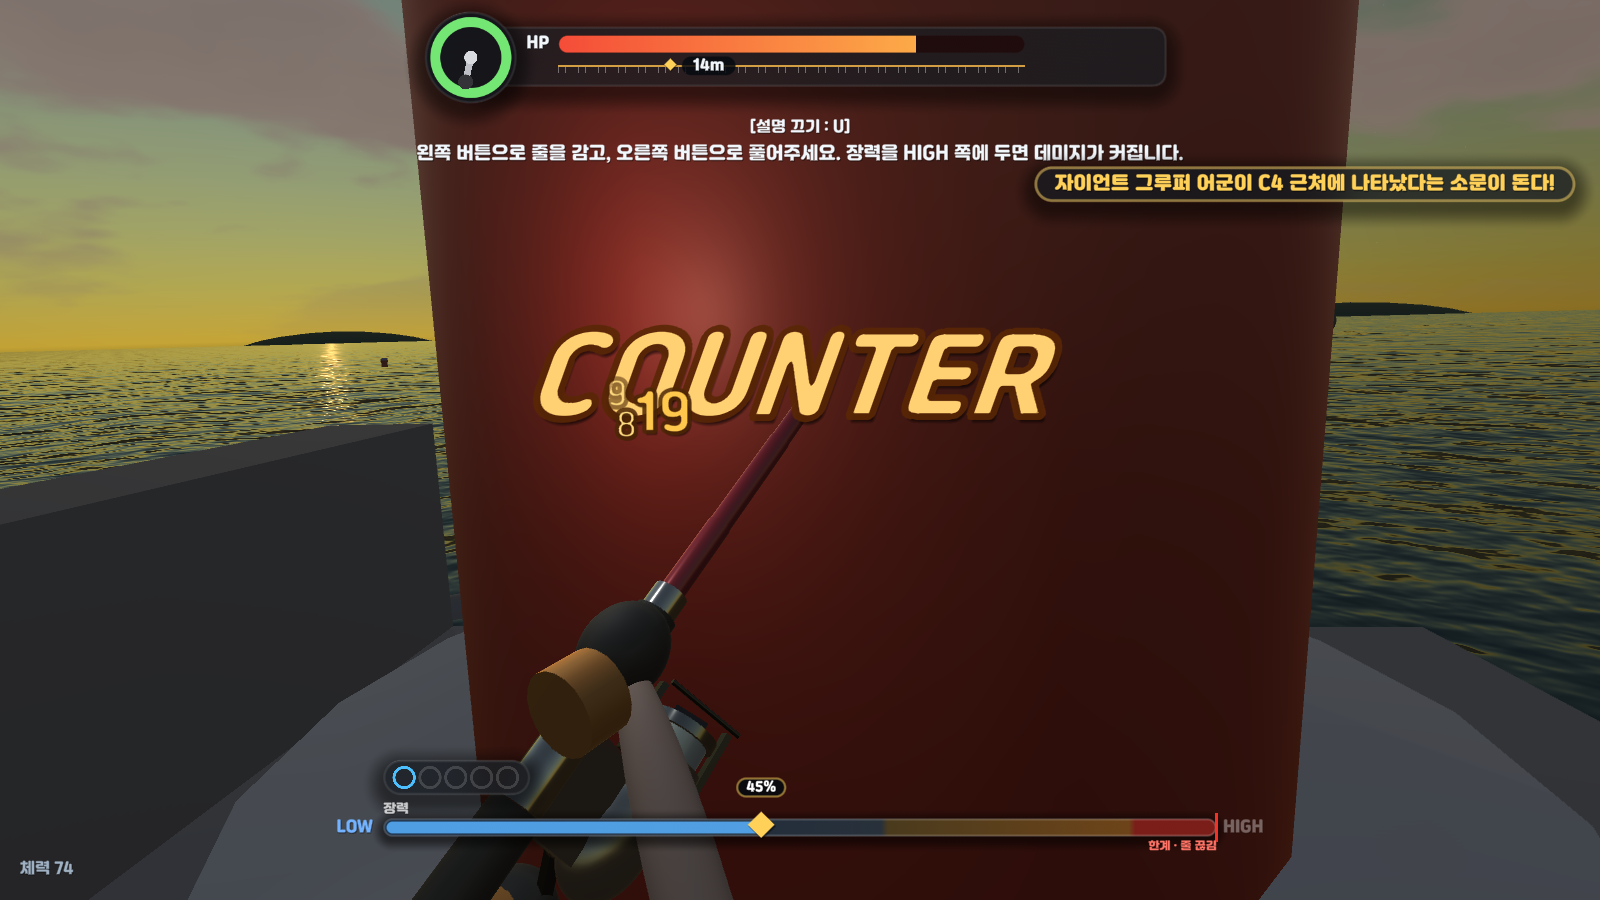 HP
14m
[설명 끄기 : U]
왼쪽 버튼으로 줄을 감고, 오른쪽 버튼으로 풀어주세요. 장력을 HIGH 쪽에 두면 데미지가 커집니다.
자이언트 그루퍼 어군이 C4 근처에 나타났다는 소문이 돈다!
COUNTER
9
19
8
45%
장력
LOW
HIGH
한계 · 줄 끊김
체력 74